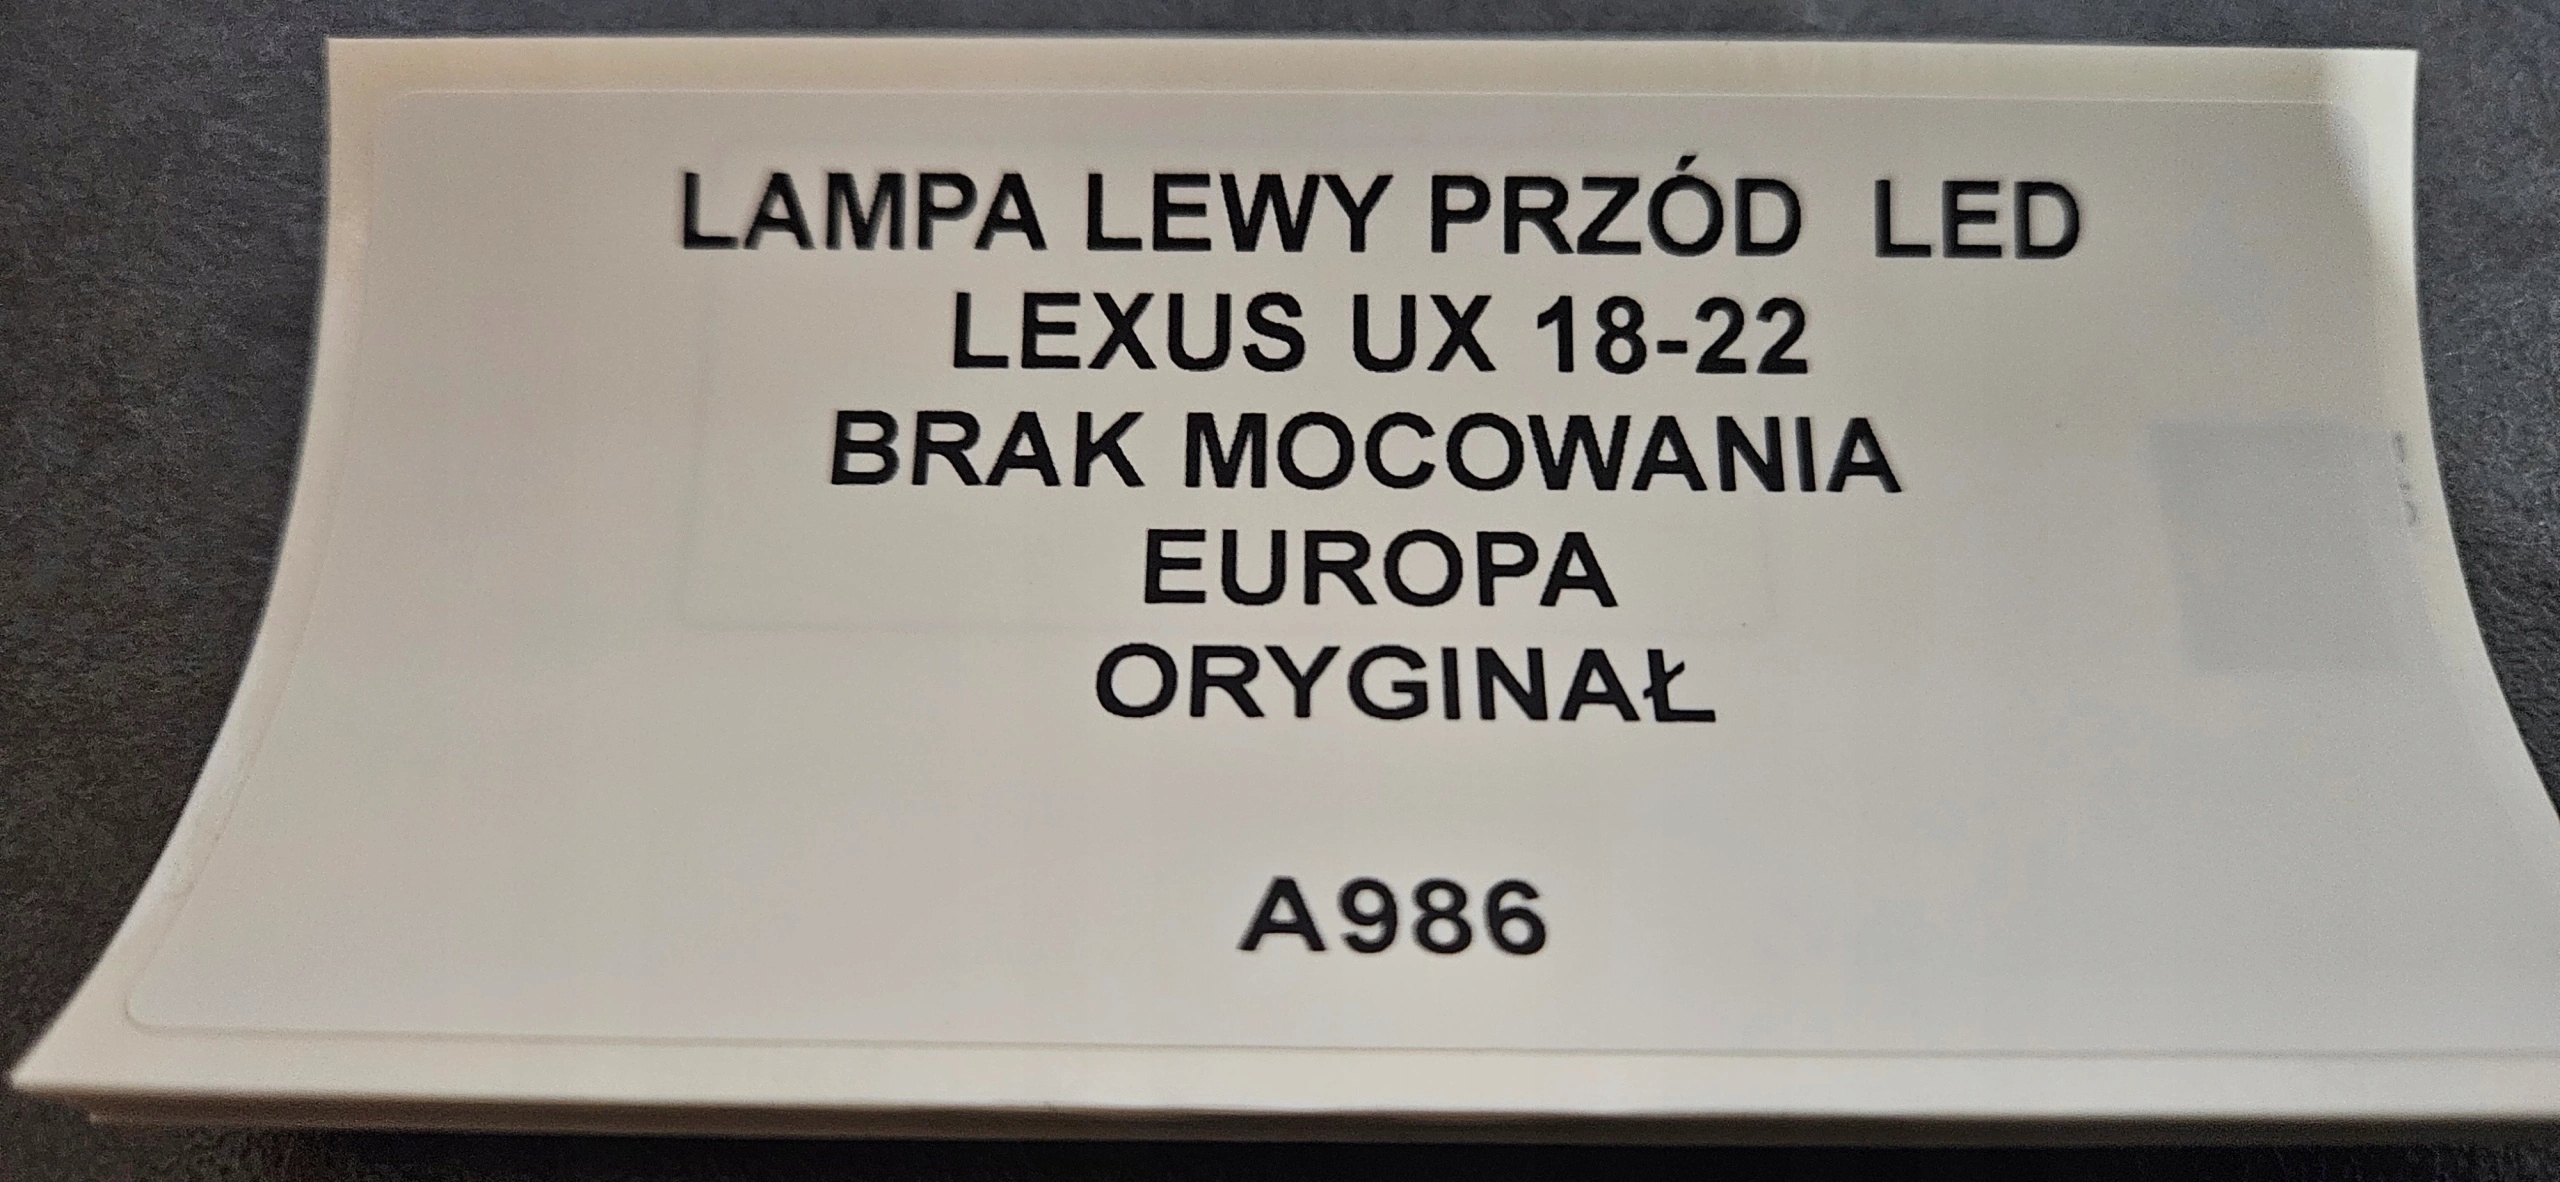 LAMPA LEWY PRZÓD LED
LEXUS UX 18-22
BRAK MOCOWANIA
EUROPA
ORYGINAŁ
A986